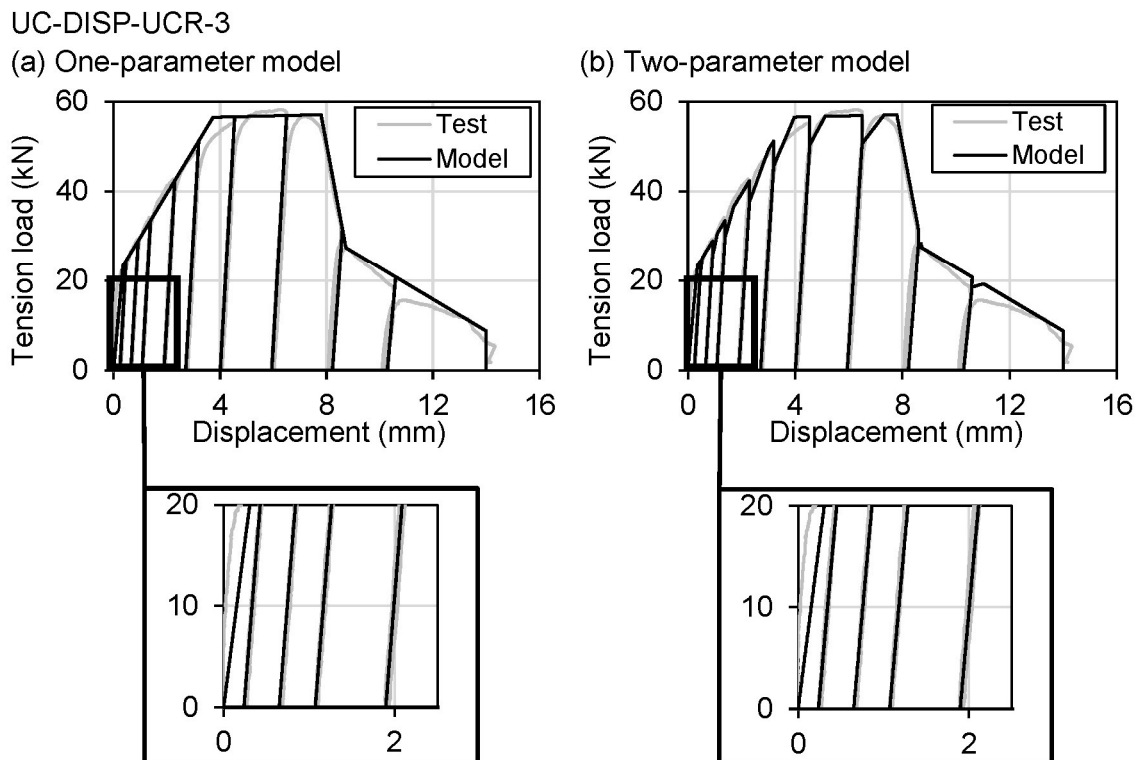 UC-DISP-UCR-3
(a) One-parameter model
Tension load (kN)
60
40
20
0
Test
Model
0 4 8 12 16
Displacement (mm)
20
10
0
0 2
(b) Two-parameter model
Tension load (kN)
60
40
20
0
Test
Model
0 4 8 12 16
Displacement (mm)
20
10
0
0 2